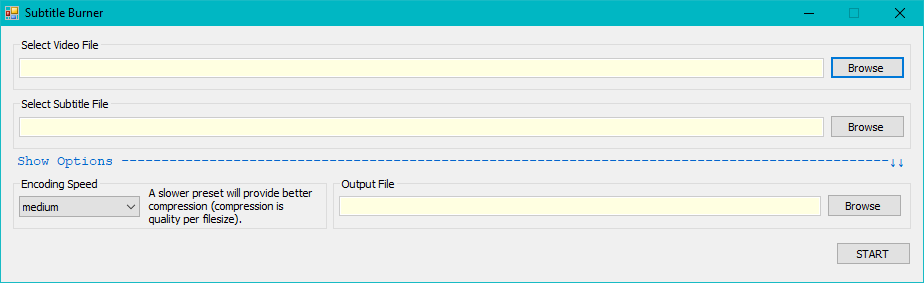 Subtitle Burner
Select Video File
Browse
Select Subtitle File
Browse
Show Options --------------------------------------------------------------------------------------------------↓↓
Encoding Speed
medium
A slower preset will provide better
compression (compression is
quality per filesize).
Output File
Browse
START